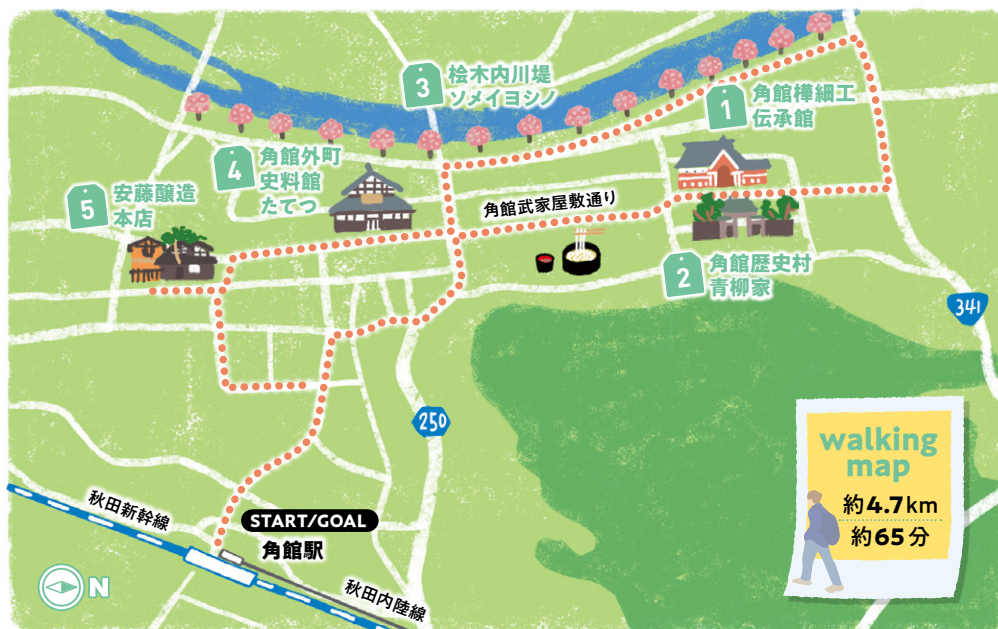 3
桧木内川堤
ソメイヨシノ
1
角館樺細工
伝承館
4
角館外町
史料館
たてつ
5
安藤醸造
本店
角館武家屋敷通り
2
角館歴史村
青柳家
341
250
walking
map
約4.7km
約65分
秋田新幹線
START/GOAL
角館駅
秋田内陸線
N